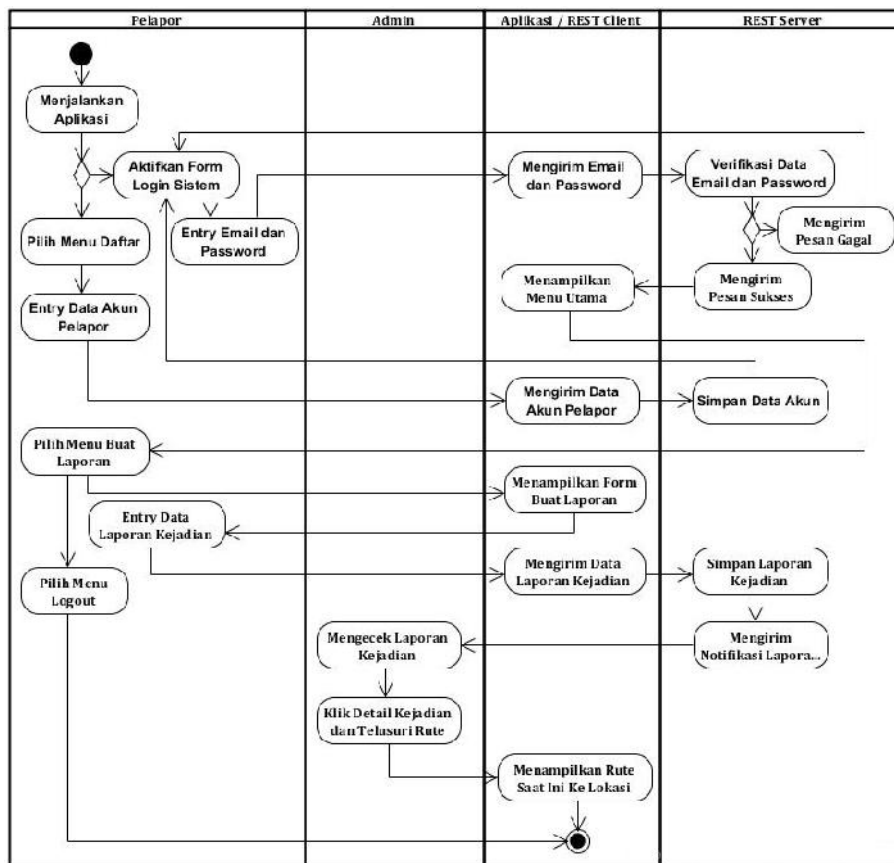 Pelapor
Admin
Aplikasi / REST Client
REST Server
Menjalankan
Aplikasi
Aktifkan Form
Login Sistem
Mengirim Email
dan Password
Verifikasi Data
Email dan Password
Pilih Menu Daftar
Entry Email dan
Password
Mengirim
Pesan Gagal
Entry Data Akun
Pelapor
Menampilkan
Menu Utama
Mengirim
Pesan Sukses
Mengirim Data
Akun Pelapor
Simpan Data Akun
Pilih Menu Buat
Laporan
Menampilkan Form
Buat Laporan
Entry Data
Laporan Kejadian
Mengirim Data
Laporan Kejadian
Simpan Laporan
Kejadian
Pilih Menu
Logout
Mengecek Laporan
Kejadian
Mengirim
Notifikasi Lapora...
Klik Detail Kejadian
dan Telusuri Rute
Menampilkan Rute
Saat Ini Ke Lokasi